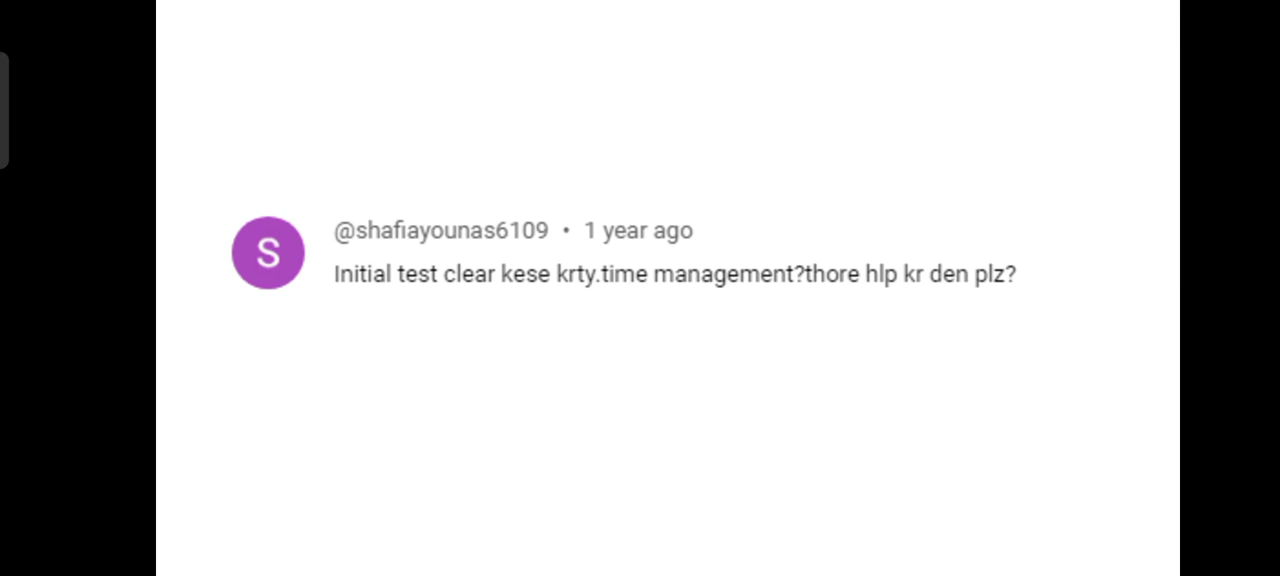 S
@shafiayounas6109 • 1 year ago
Initial test clear kese krty.time management?thore hlp kr den plz?